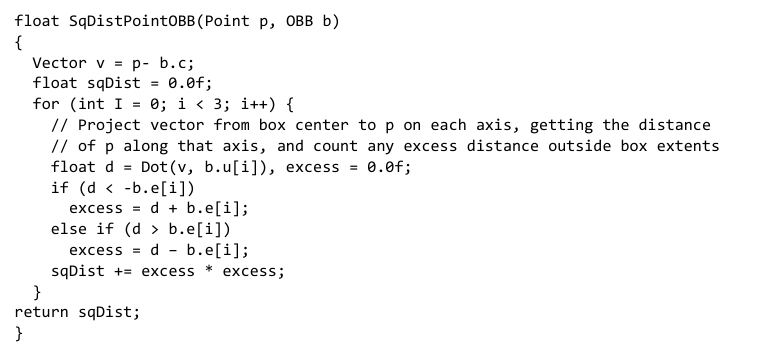 float SqDistPointOBB(Point p, OBB b)
{
  Vector v = p- b.c;
  float sqDist = 0.0f;
  for (int I = 0; i < 3; i++) {
    // Project vector from box center to p on each axis, getting the distance
    // of p along that axis, and count any excess distance outside box extents
    float d = Dot(v, b.u[i]), excess = 0.0f;
    if (d < -b.e[i])
      excess = d + b.e[i];
    else if (d > b.e[i])
      excess = d – b.e[i];
    sqDist += excess * excess;
  }
return sqDist;
}